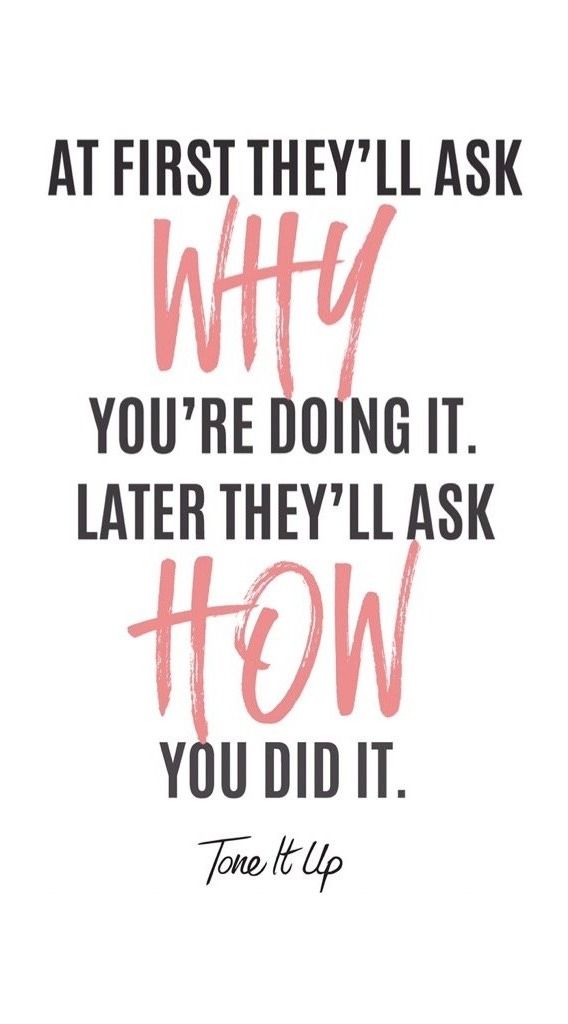 AT FIRST THEY’LL ASK
WHY
YOU’RE DOING IT.
LATER THEY’LL ASK
HOW
YOU DID IT.
Tone It Up